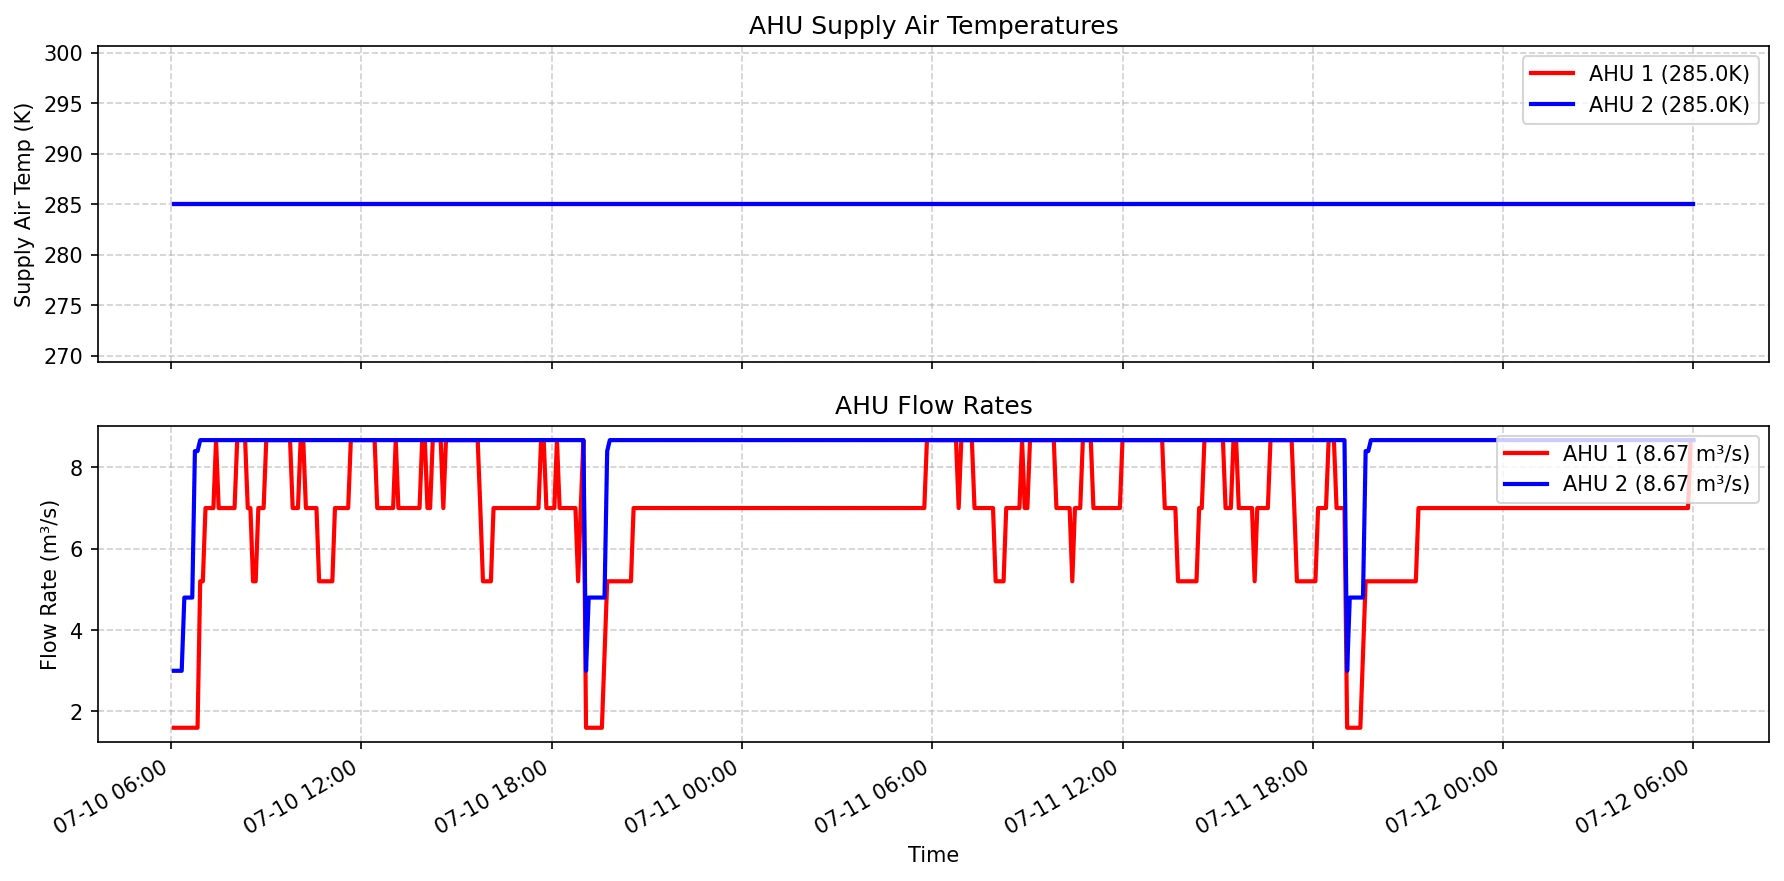 AHU Supply Air Temperatures
Supply Air Temp (K)
300
295
290
285
280
275
270
AHU 1 (285.0K)
AHU 2 (285.0K)
AHU Flow Rates
Flow Rate (m³/s)
8
6
4
2
AHU 1 (8.67 m³/s)
AHU 2 (8.67 m³/s)
07-10 06:00
07-10 12:00
07-10 18:00
07-11 00:00
07-11 06:00
07-11 12:00
07-11 18:00
07-12 00:00
07-12 06:00
Time